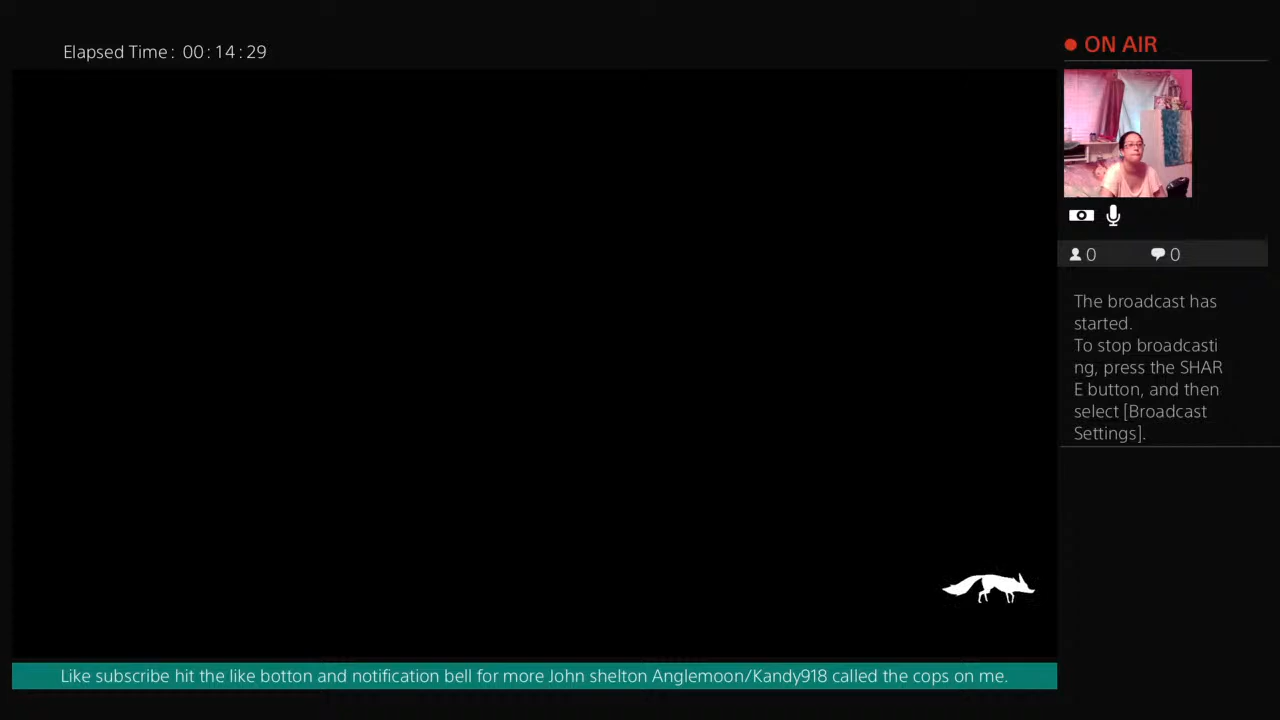 Elapsed Time: 00:14:29
ON AIR
0 0
The broadcast has
started.
To stop broadcasti
ng, press the SHAR
E button, and then
select [Broadcast
Settings].
Like subscribe hit the like botton and notification bell for more John shelton Anglemoon/Kandy918 called the cops on me.